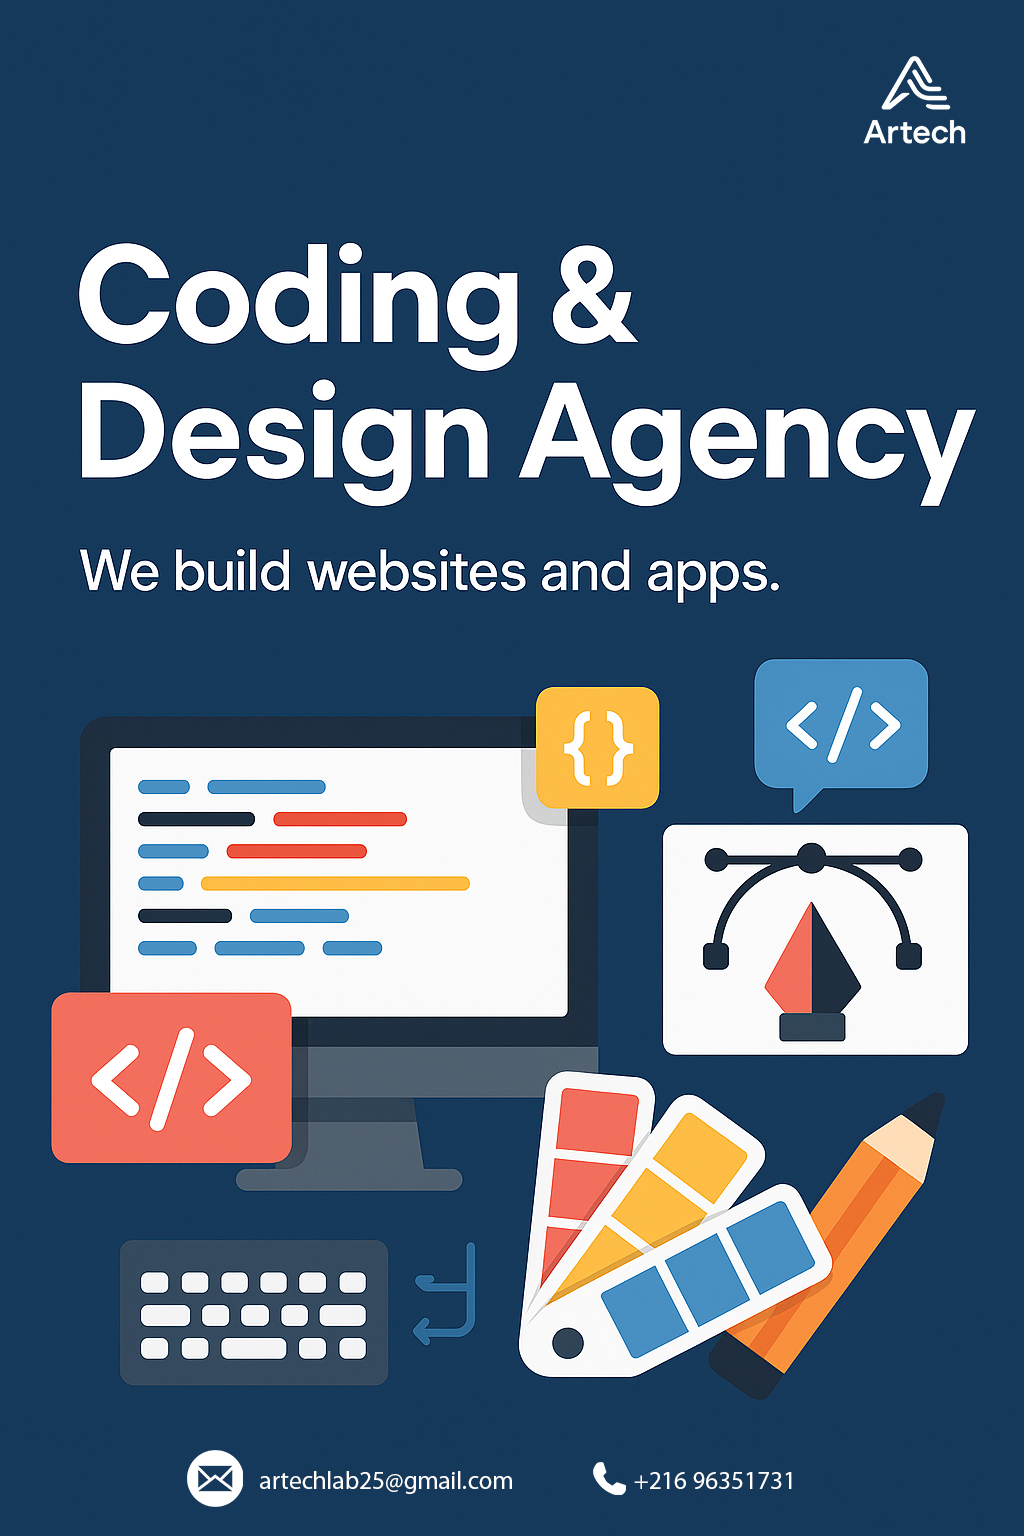 Artech
Coding &
Design Agency
We build websites and apps.
{}
</>
</>
artechlab25@gmail.com
+216 96351731